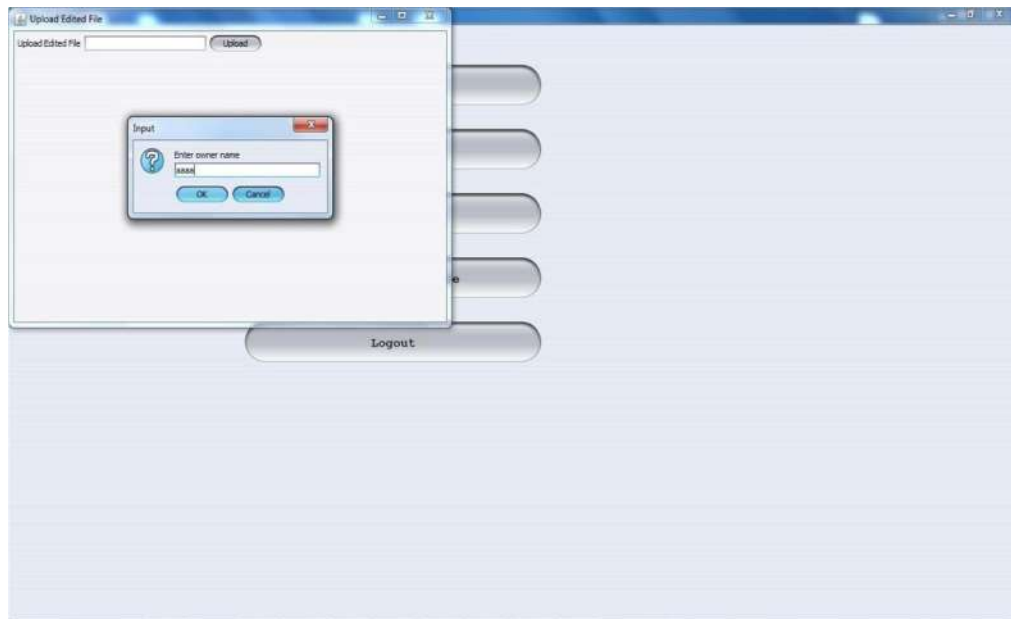 Upload Edited File
Upload Edited File
Upload
Input
Enter owner name
aaaa
OK
Cancel
e
Logout